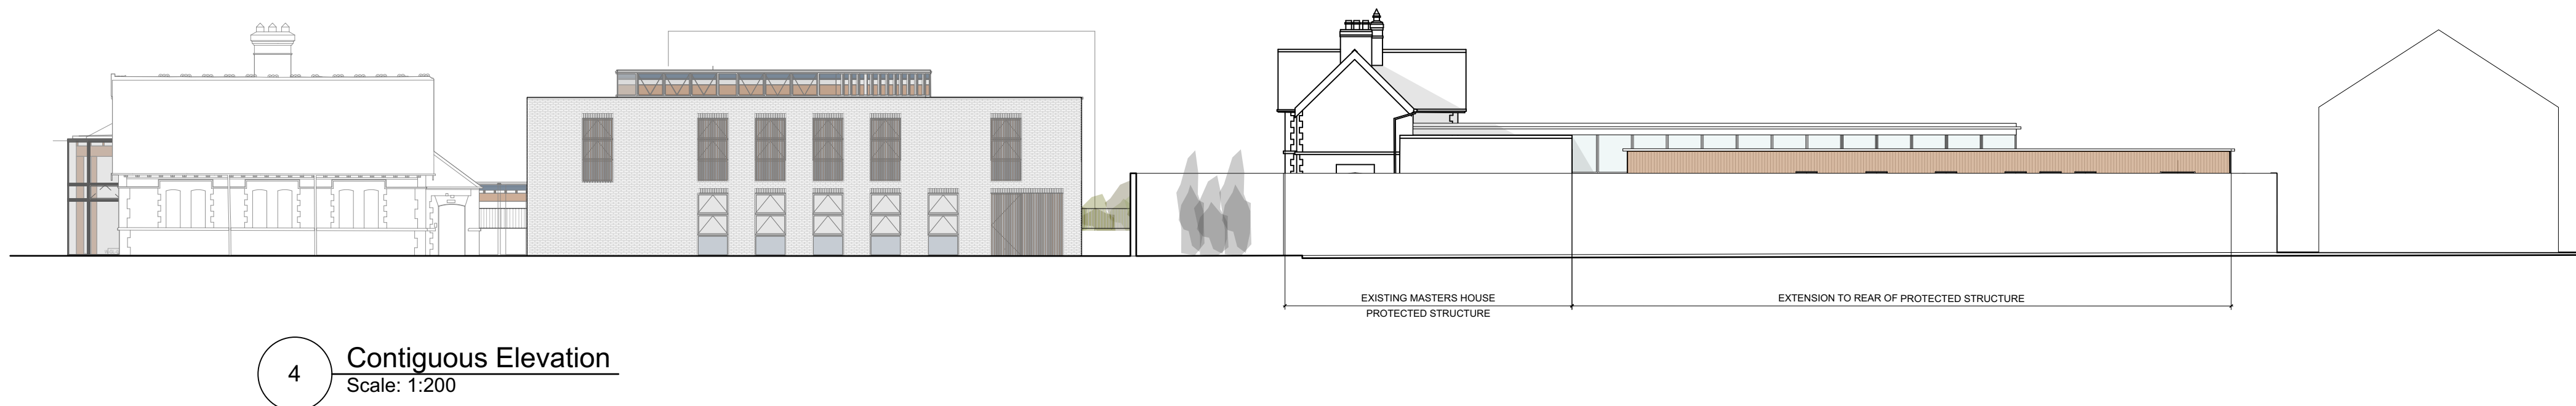 EXISTING MASTERS HOUSE
PROTECTED STRUCTURE
EXTENSION TO REAR OF PROTECTED STRUCTURE
4
Contiguous Elevation
Scale: 1:200